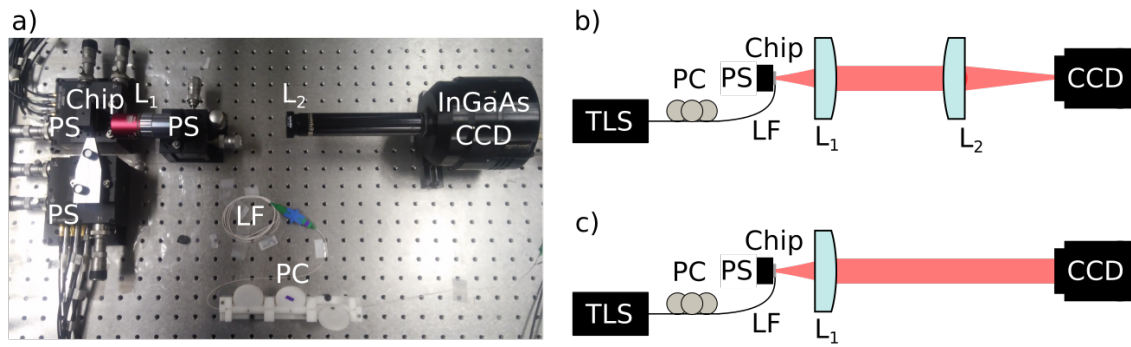 a)
Chip L₁
PS
PS
L₂
InGaAs
CCD
PS
LF
PC
b)
Chip
PC
PS
CCD
TLS
LF
L₁
L₂
c)
Chip
PC
PS
CCD
TLS
LF
L₁